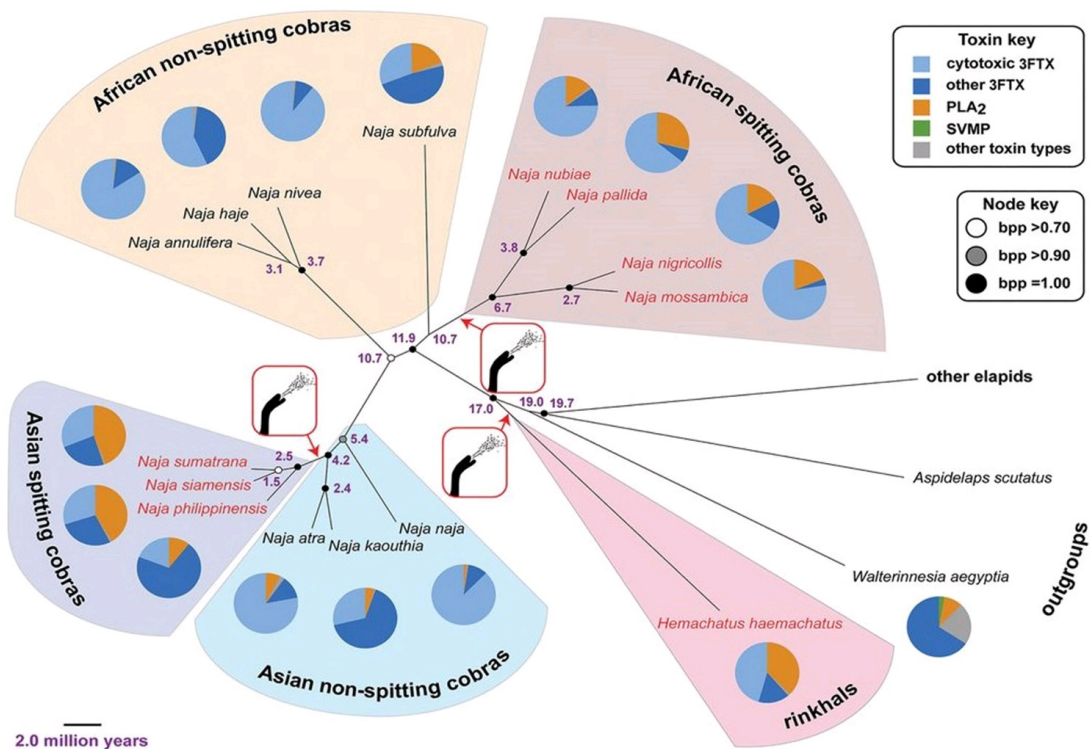 African non-spitting cobras
African spitting cobras
Toxin key
cytotoxic 3FTX
other 3FTX
PLA2
SVMP
other toxin types
Node key
bpp >0.70
bpp >0.90
bpp =1.00
Naja subfulva
Naja nivea
Naja haje
Naja annulifera
3.1
3.7
Naja nubiae
Naja pallida
3.8
Naja nigricollis
Naja mossambica
6.7
2.7
11.9
10.7
10.7
17.0
19.0
19.7
other elapids
Aspidelaps scutatus
Walterinnesia aegyptia
outgroups
Hemachatus haemachatus
rinkhals
5.4
4.2
2.4
2.5
1.5
Naja sumatrana
Naja siamensis
Naja philippinensis
Asian spitting cobras
Naja atra
Naja kaouthia
Naja naja
Asian non-spitting cobras
2.0 million years